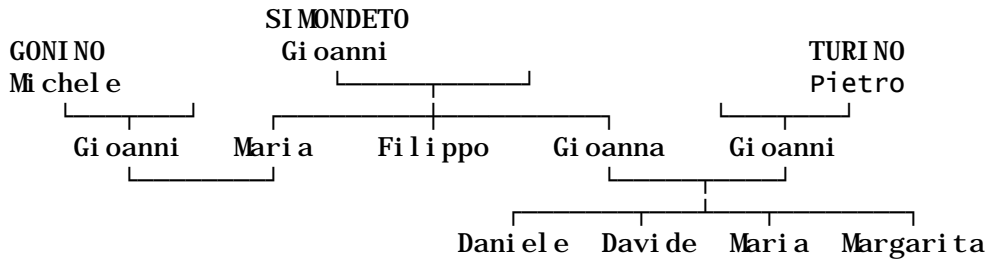 SIMONDETO
GONINO Gioanni TURINO
Michele Pietro
Gioanni Maria Filippo Gioanna Gioanni
Daniele Davide Maria Margarita